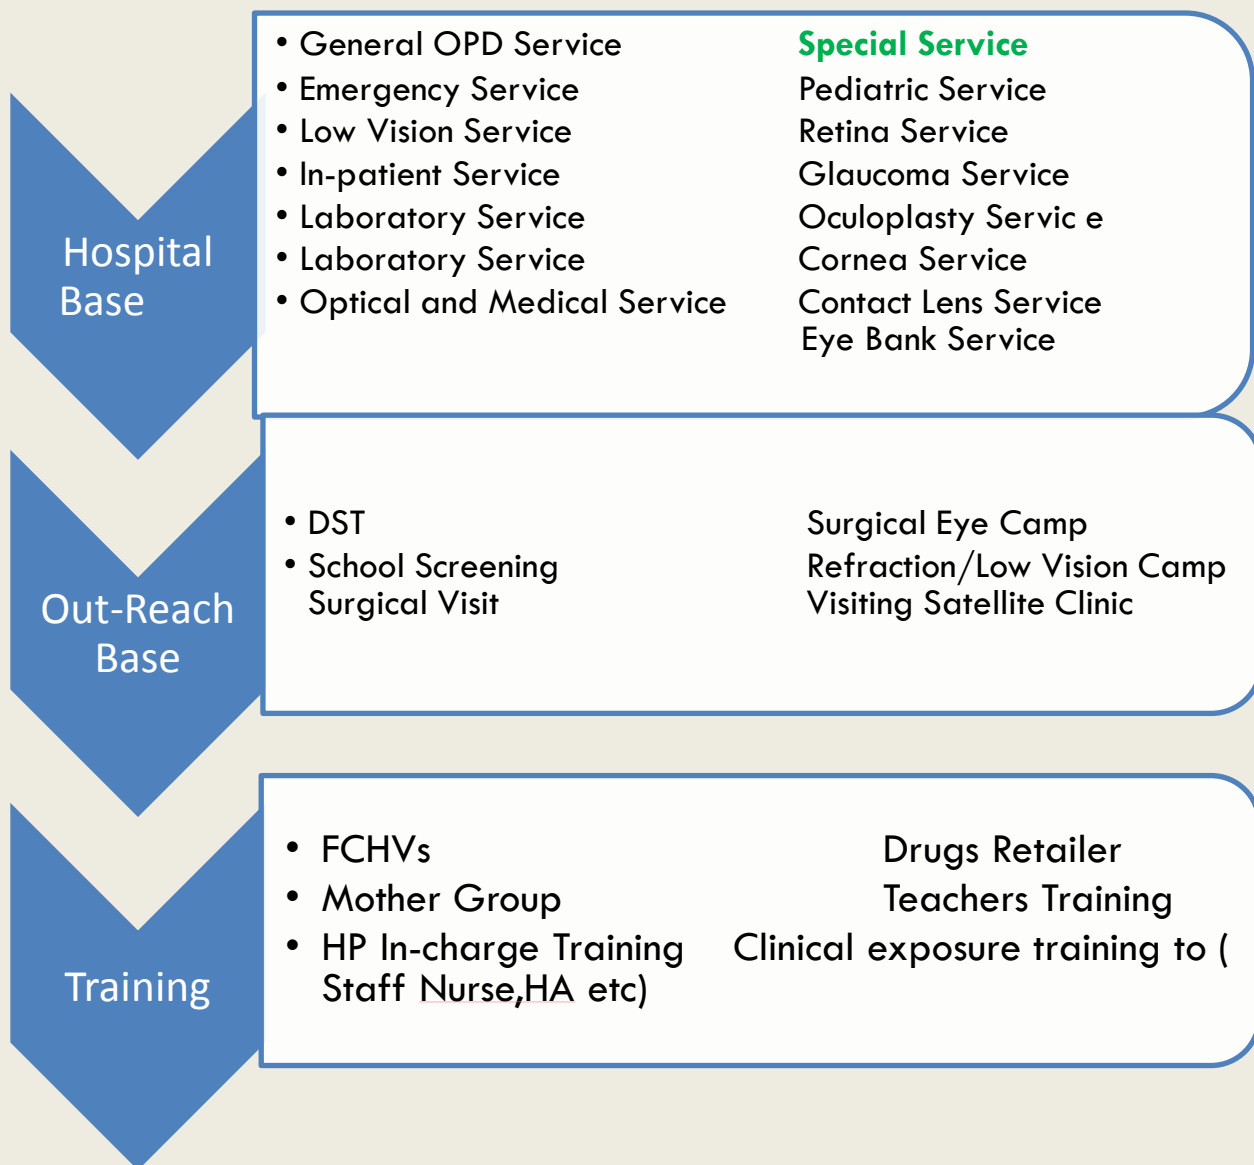 Hospital
Base
• General OPD Service Special Service
• Emergency Service Pediatric Service
• Low Vision Service Retina Service
• In-patient Service Glaucoma Service
• Laboratory Service Oculoplasty Servic e
• Laboratory Service Cornea Service
• Optical and Medical Service Contact Lens Service
Eye Bank Service
Out-Reach
Base
• DST Surgical Eye Camp
• School Screening Refraction/Low Vision Camp
Surgical Visit Visiting Satellite Clinic
Training
• FCHVs Drugs Retailer
• Mother Group Teachers Training
• HP In-charge Training Clinical exposure training to (
Staff Nurse,HA etc)